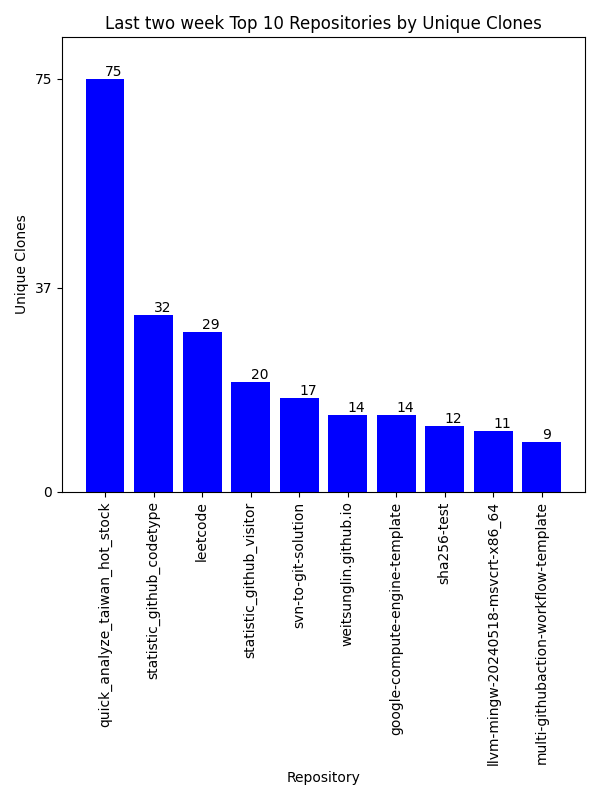 Last two week Top 10 Repositories by Unique Clones
Unique Clones
75
37
0
75
32
29
20
17
14
14
12
11
9
quick_analyze_taiwan_hot_stock
statistic_github_codetype
leetcode
statistic_github_visitor
svn-to-git-solution
weitsunglin.github.io
google-compute-engine-template
sha256-test
llvm-mingw-20240518-msvcrt-x86_64
multi-githubaction-workflow-template
Repository